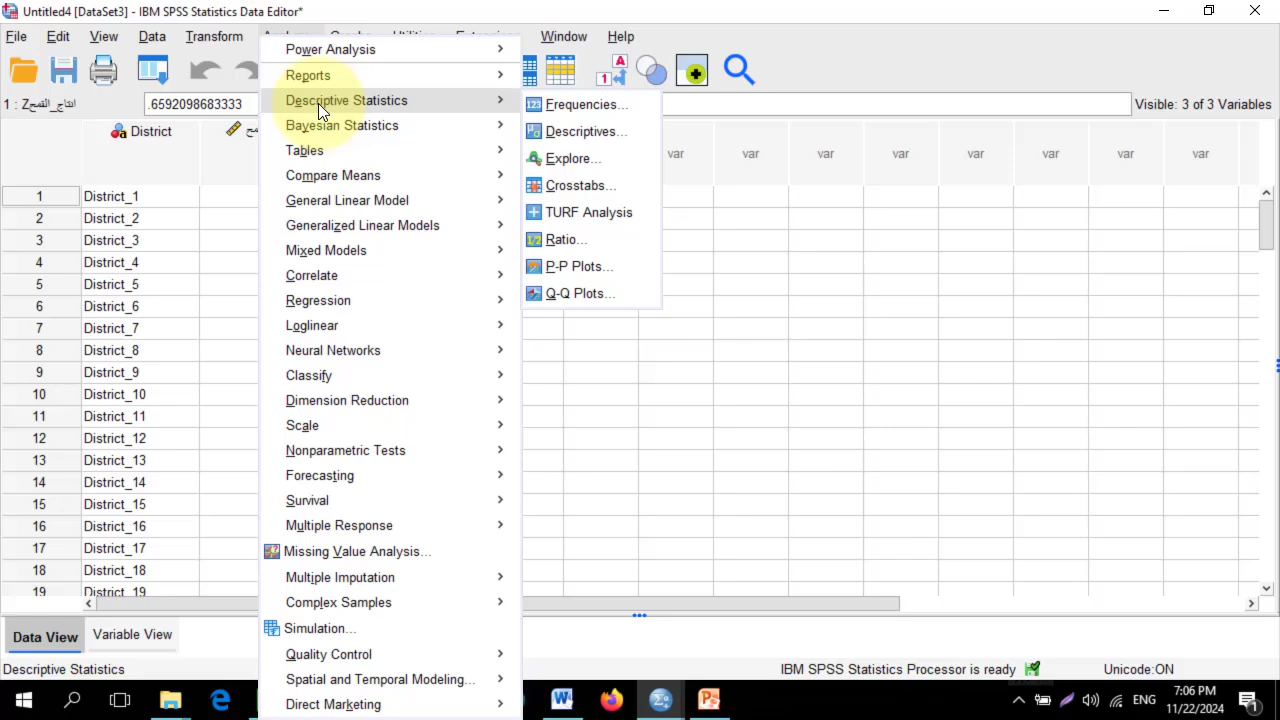 Untitled4 [DataSet3] - IBM SPSS Statistics Data Editor*
File Edit View Data Transform Window Help
1 : Zانتاج_القمح .6592098683333 Visible: 3 of 3 Variables
District var var var var var var var var
1 District_1
2 District_2
3 District_3
4 District_4
5 District_5
6 District_6
7 District_7
8 District_8
9 District_9
10 District_10
11 District_11
12 District_12
13 District_13
14 District_14
15 District_15
16 District_16
17 District_17
18 District_18
19 District_19
Power Analysis
Reports
Descriptive Statistics
Bayesian Statistics
Tables
Compare Means
General Linear Model
Generalized Linear Models
Mixed Models
Correlate
Regression
Loglinear
Neural Networks
Classify
Dimension Reduction
Scale
Nonparametric Tests
Forecasting
Survival
Multiple Response
Missing Value Analysis...
Multiple Imputation
Complex Samples
Simulation...
Quality Control
Spatial and Temporal Modeling...
Direct Marketing
Frequencies...
Descriptives...
Explore...
Crosstabs...
TURF Analysis
Ratio...
P-P Plots...
Q-Q Plots...
Data View Variable View
Descriptive Statistics IBM SPSS Statistics Processor is ready Unicode:ON
ENG 7:06 PM
11/22/2024 1